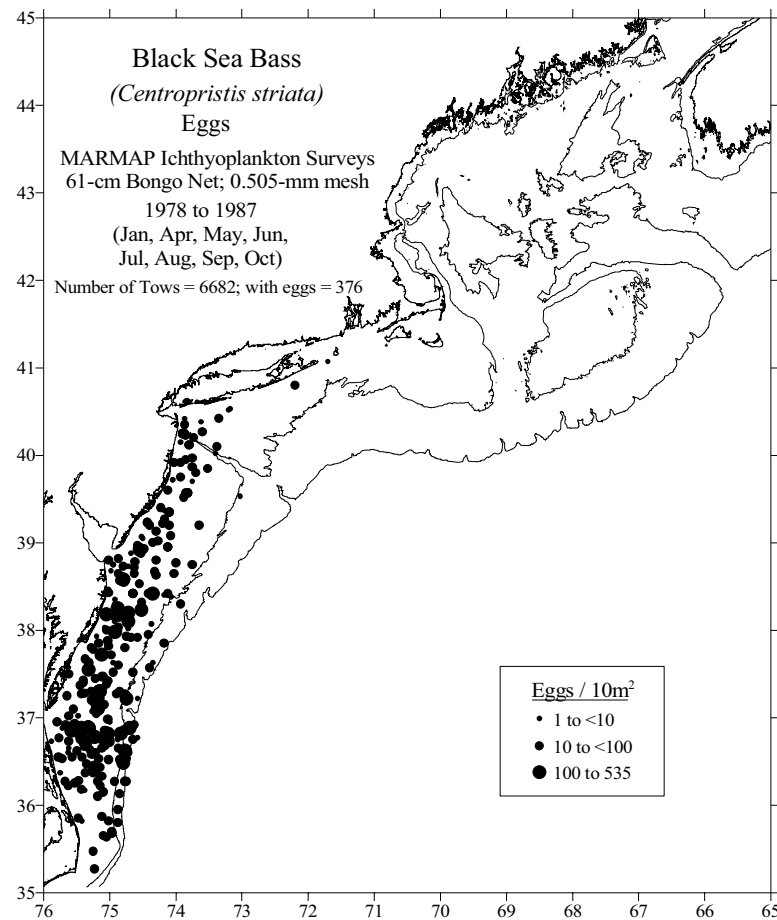 Black Sea Bass
(Centropristis striata)
Eggs
MARMAP Ichthyoplankton Surveys
61-cm Bongo Net; 0.505-mm mesh
1978 to 1987
(Jan, Apr, May, Jun,
Jul, Aug, Sep, Oct)
Number of Tows = 6682; with eggs = 376
45
44
43
42
41
40
39
38
37
36
35
Eggs / 10m²
1 to <10
10 to <100
100 to 535
76 75 74 73 72 71 70 69 68 67 66 65